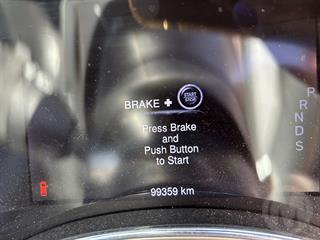 BRAKE + START STOP
Press Brake
and
Push Button
to Start
P
R
N
D
S
99359 km